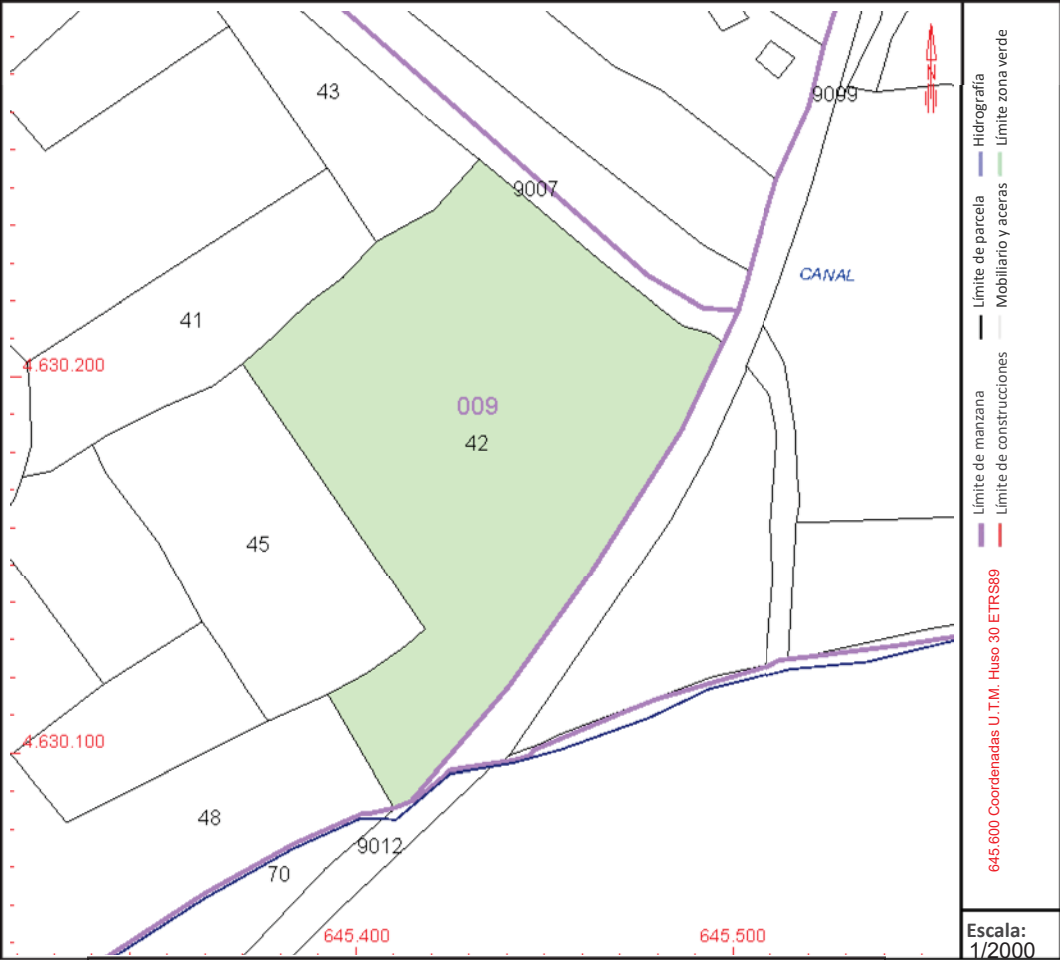 43
9099
9007
CANAL
41
4.630.200
009
42
45
4.630.100
48
9012
70
645.400
645.500
N
Hidrografía
Límite zona verde
Límite de parcela
Mobiliario y aceras
Límite de manzana
Límite de construcciones
645.600 Coordenadas U.T.M. Huso 30 ETRS89
Escala:
1/2000